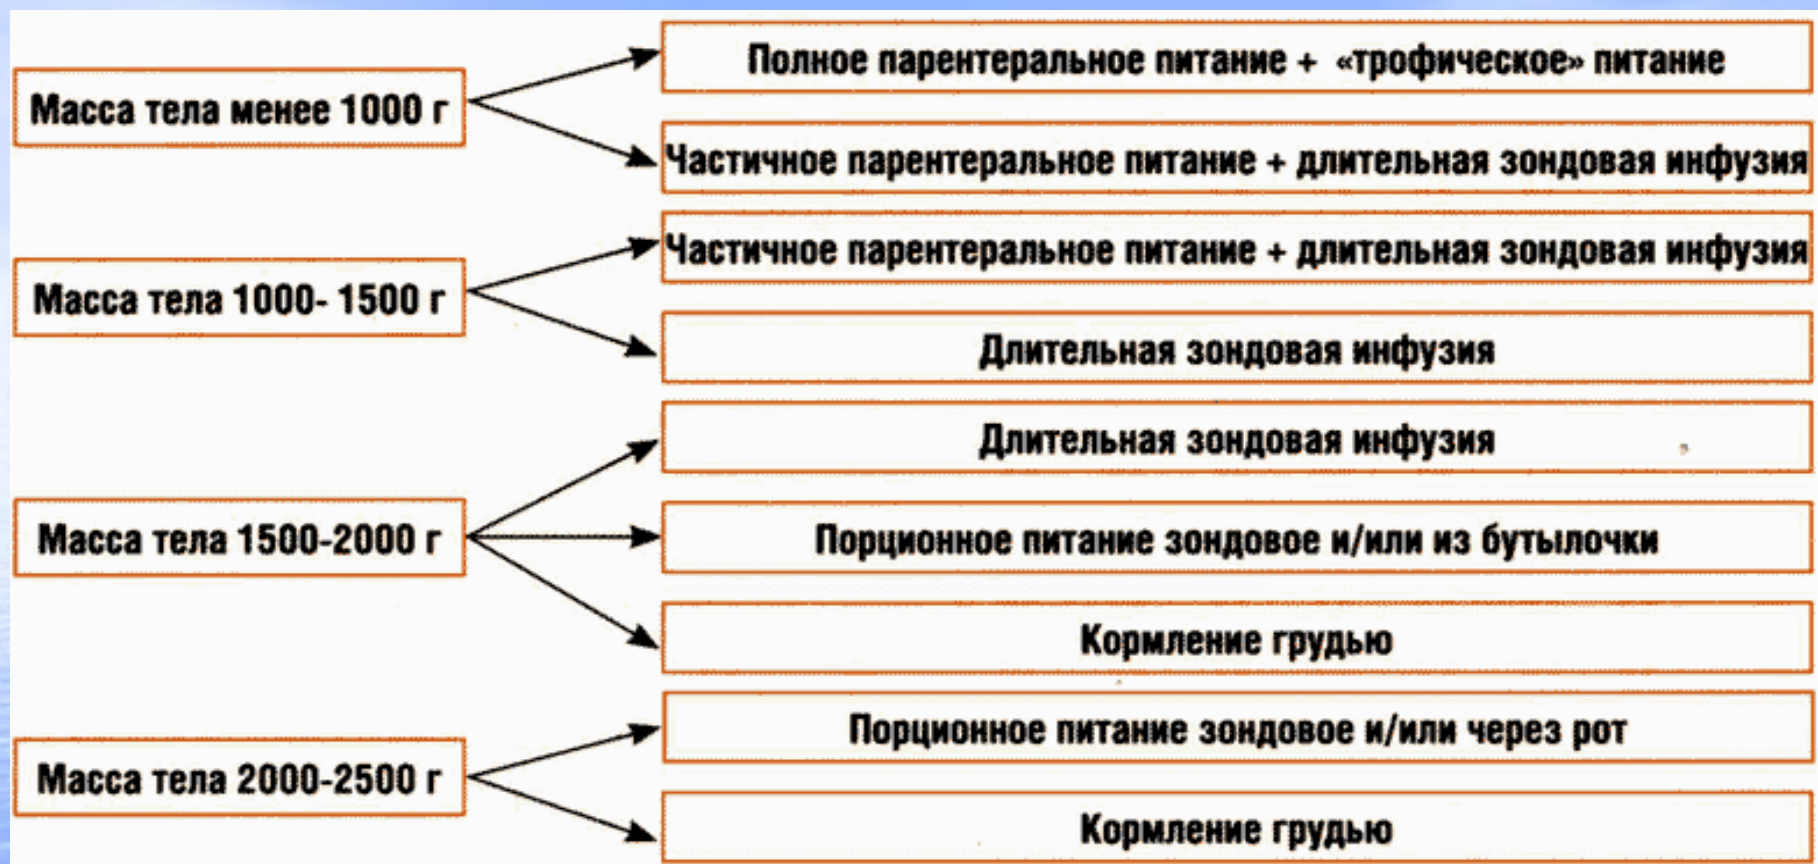 Масса тела менее 1000 г
Полное парентеральное питание + «трофическое» питание
Частичное парентеральное питание + длительная зондовая инфузия
Масса тела 1000- 1500 г
Частичное парентеральное питание + длительная зондовая инфузия
Длительная зондовая инфузия
Масса тела 1500-2000 г
Длительная зондовая инфузия
Порционное питание зондовое и/или из бутылочки
Кормление грудью
Масса тела 2000-2500 г
Порционное питание зондовое и/или через рот
Кормление грудью